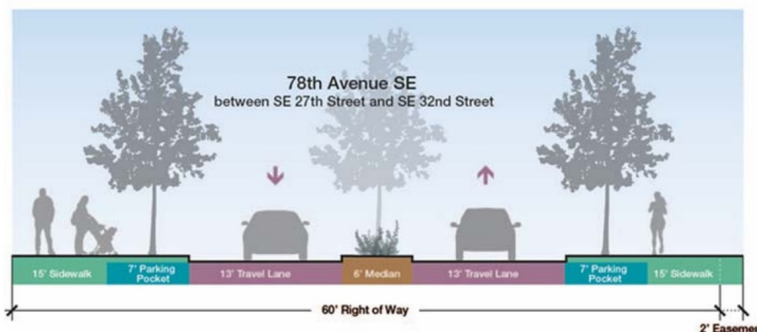 78th Avenue SE
between SE 27th Street and SE 32nd Street
15' Sidewalk
7' Parking
Pocket
13' Travel Lane
6' Median
13' Travel Lane
7' Parking
Pocket
15' Sidewalk
60' Right of Way
2' Easemen